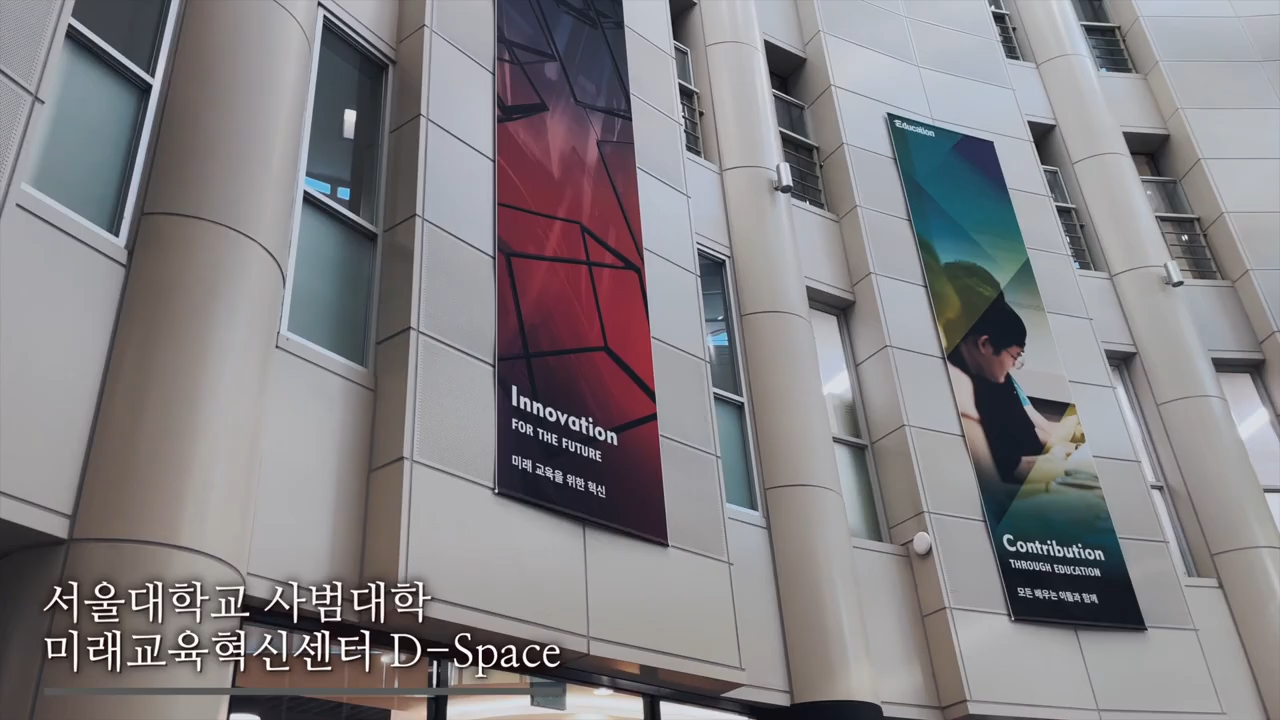 Education
Innovation
FOR THE FUTURE
미래 교육을 위한 혁신
Contribution
THROUGH EDUCATION
모든 배우는 이들과 함께
서울대학교 사범대학
미래교육혁신센터 D-Space